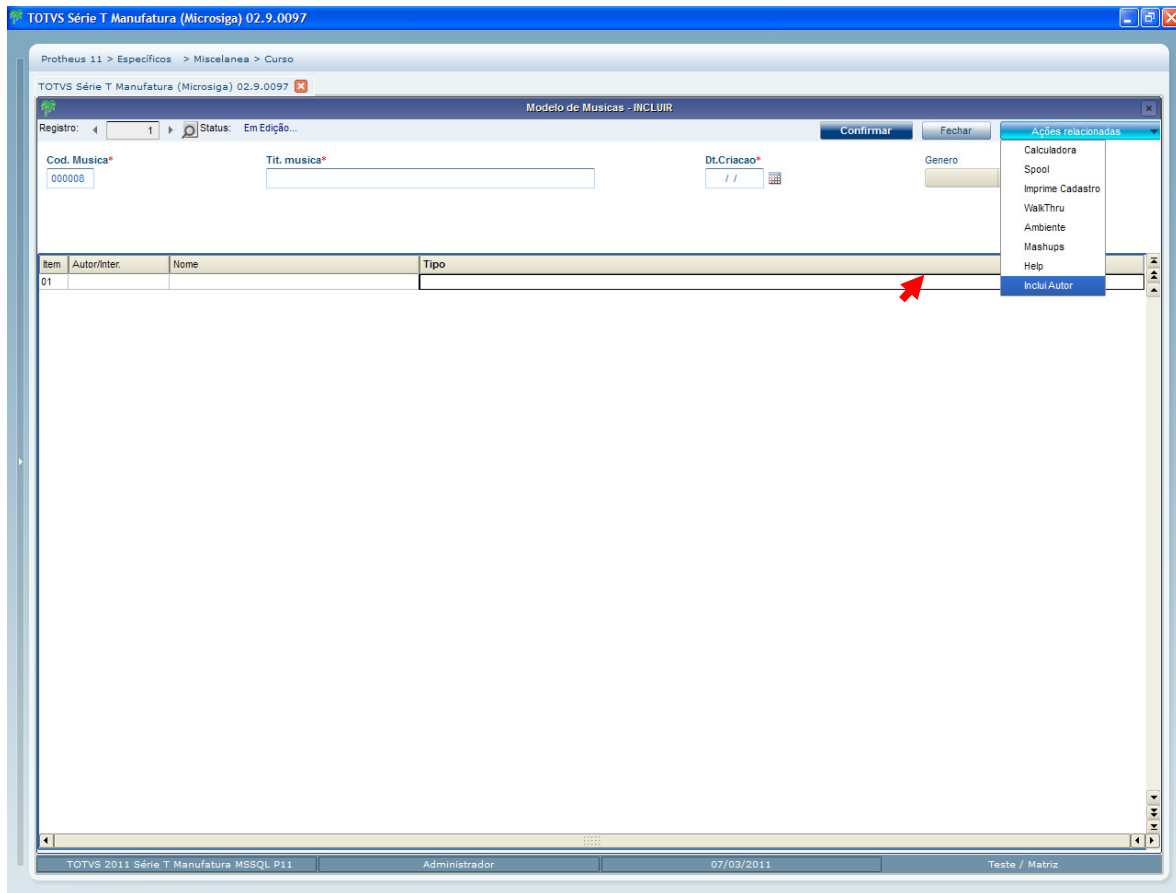 TOTVS Série T Manufatura (Microsiga) 02.9.0097
Protheus 11 > Específicos > Miscelanea > Curso
TOTVS Série T Manufatura (Microsiga) 02.9.0097
Modelo de Musicas - INCLUIR
Registro: 1 Status: Em Edição... Confirmar Fechar Ações relacionadas
Calculadora
Spool
Imprime Cadastro
WalkThru
Ambiente
Mashups
Help
Inclui Autor
Cod. Musica* Tit. musica* Dt.Criacao* Genero
000008 / /
Item Autor/Inter. Nome Tipo
01
TOTVS 2011 Série T Manufatura MSSQL P11 Administrador 07/03/2011 Teste / Matriz